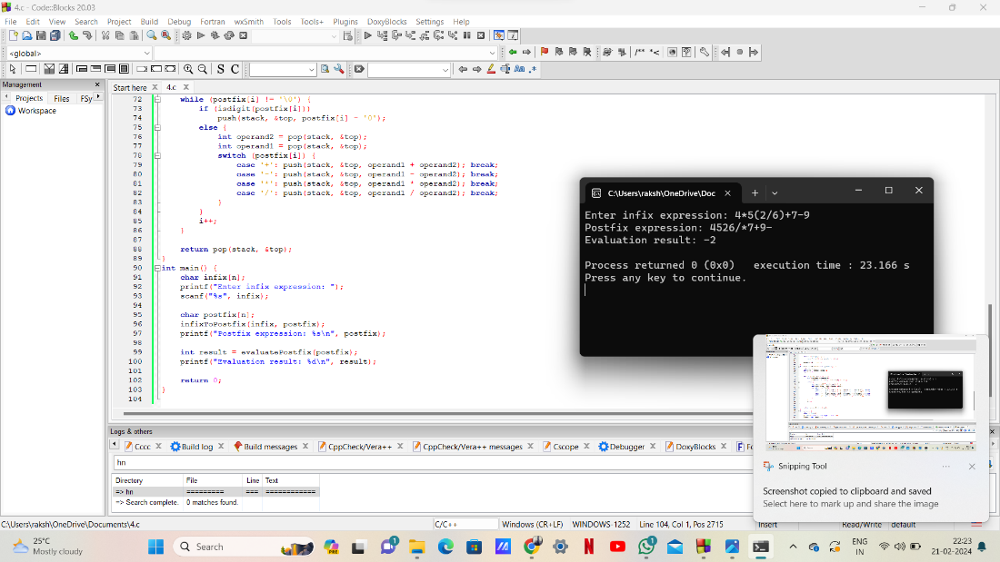 4.c - Code::Blocks 20.03
File Edit View Search Project Build Debug Fortran wxSmith Tools Tools+ Plugins DoxyBlocks Settings Help
<global>
S C
/** *<
Aa .*
Management
Projects Files FSy
Workspace
Start here 4.c
72 while (postfix[i] != '\0') {
73 if (isdigit(postfix[i]))
74 push(stack, &top, postfix[i] - '0');
75 else {
76 int operand2 = pop(stack, &top);
77 int operand1 = pop(stack, &top);
78 switch (postfix[i]) {
79 case '+': push(stack, &top, operand1 + operand2); break;
80 case '-': push(stack, &top, operand1 - operand2); break;
81 case '*': push(stack, &top, operand1 * operand2); break;
82 case '/': push(stack, &top, operand1 / operand2); break;
83 }
84 }
85 i++;
86 }
87
88 return pop(stack, &top);
89 }
90 int main() {
91 char infix[n];
92 printf("Enter infix expression: ");
93 scanf("%s", infix);
94
95 char postfix[n];
96 infixToPostfix(infix, postfix);
97 printf("Postfix expression: %s\n", postfix);
98
99 int result = evaluatePostfix(postfix);
100 printf("Evaluation result: %d\n", result);
101
102 return 0;
103 }
104
C:\Users\raksh\OneDrive\Doc
Enter infix expression: 4*5(2/6)+7-9
Postfix expression: 4526/*7+9-
Evaluation result: -2
Process returned 0 (0x0) execution time : 23.166 s
Press any key to continue.
Snipping Tool
Screenshot copied to clipboard and saved
Select here to mark up and share the image
Logs & others
Cccc Build log Build messages CppCheck/Vera++ CppCheck/Vera++ messages Cscope Debugger DoxyBlocks Fo
hn
Directory File Line Text
=> hn ========= === ============
=> Search complete. 0 matches found.
C:\Users\raksh\OneDrive\Documents\4.c C/C++ Windows (CR+LF) WINDOWS-1252 Line 104, Col 1, Pos 2715 Insert Read/Write default
25°C
Mostly cloudy
Search
PRE
1
1
ENG
IN
22:23
21-02-2024